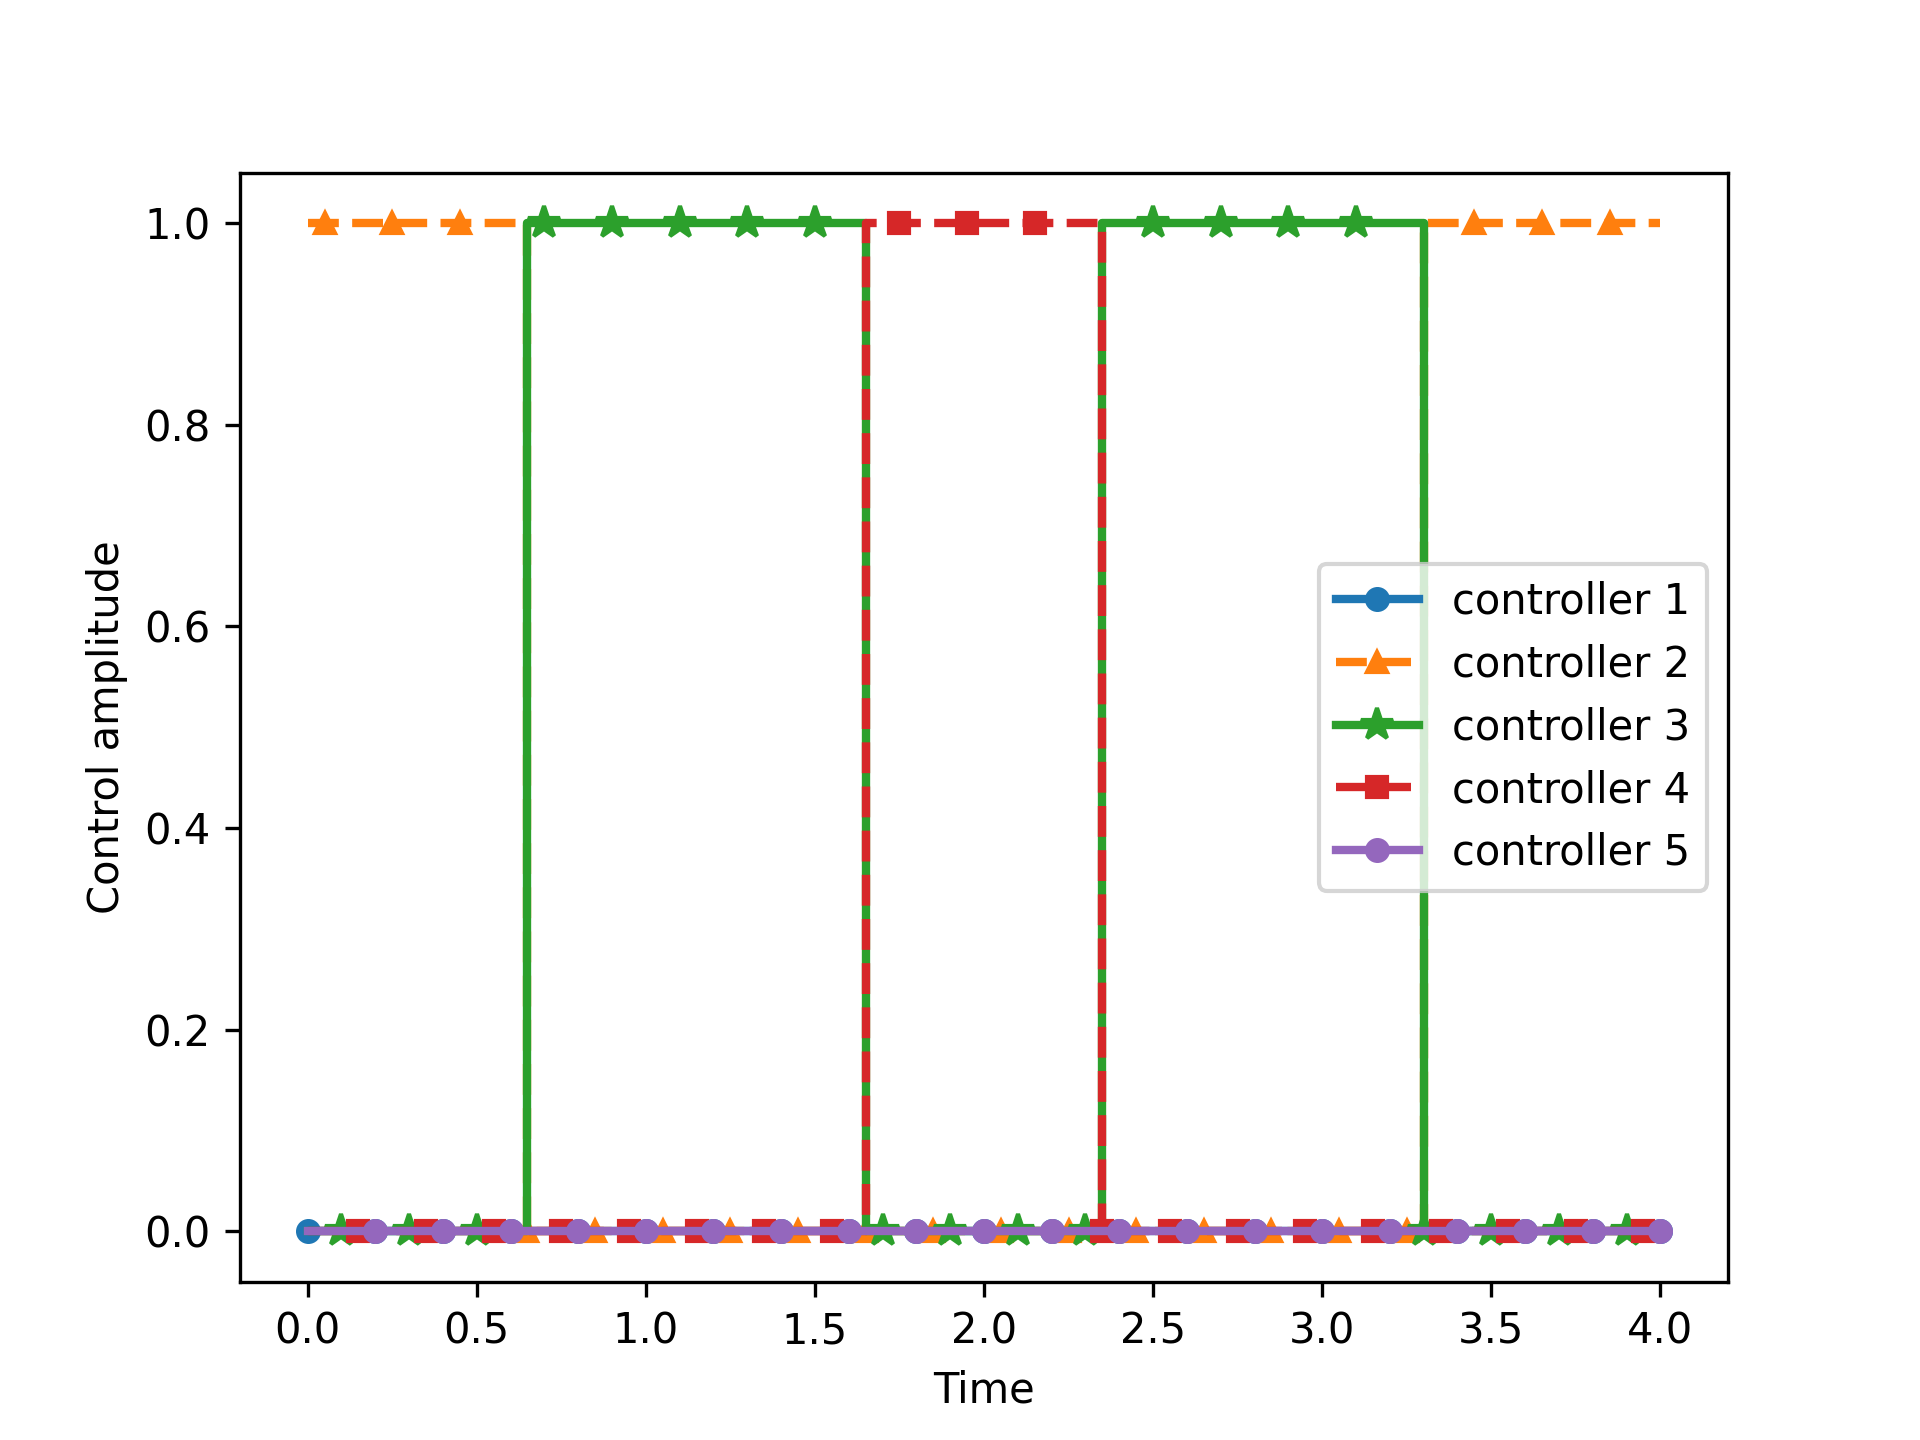 1.0
0.8
0.6
0.4
0.2
0.0
Control amplitude
controller 1
controller 2
controller 3
controller 4
controller 5
0.0 0.5 1.0 1.5 2.0 2.5 3.0 3.5 4.0
Time